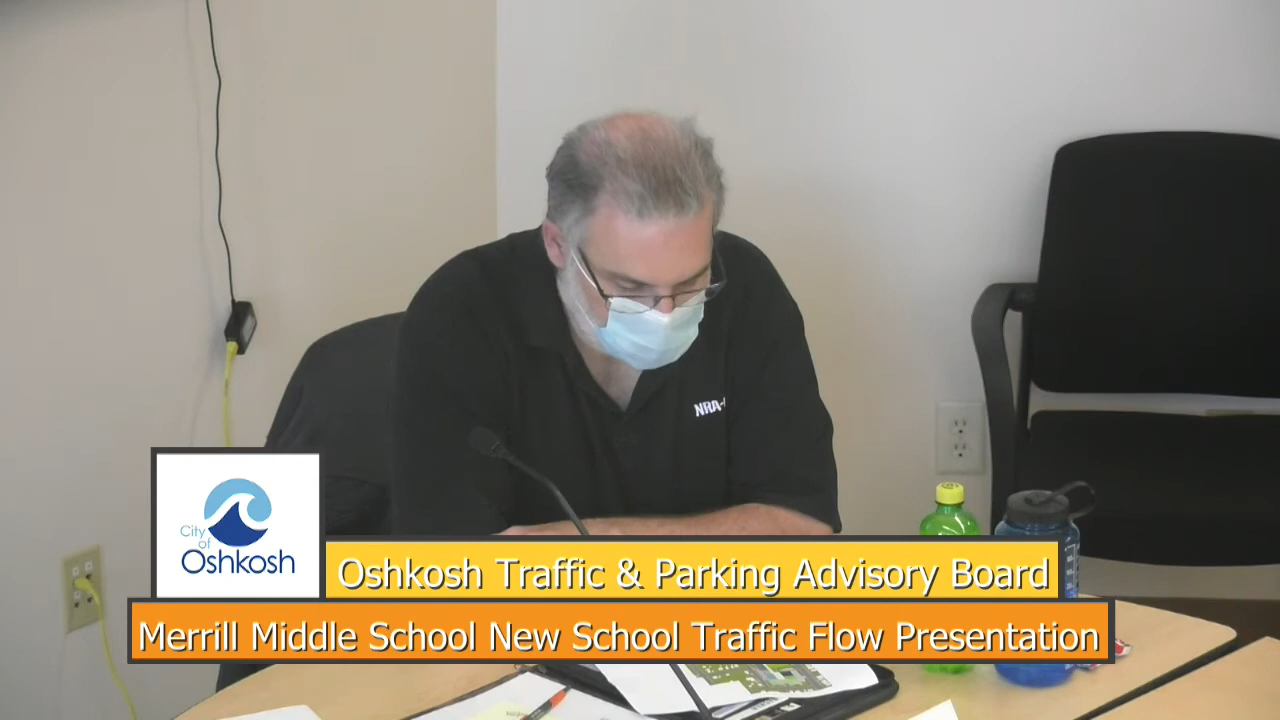 NRA-
City
of
Oshkosh
Oshkosh Traffic & Parking Advisory Board
Merrill Middle School New School Traffic Flow Presentation